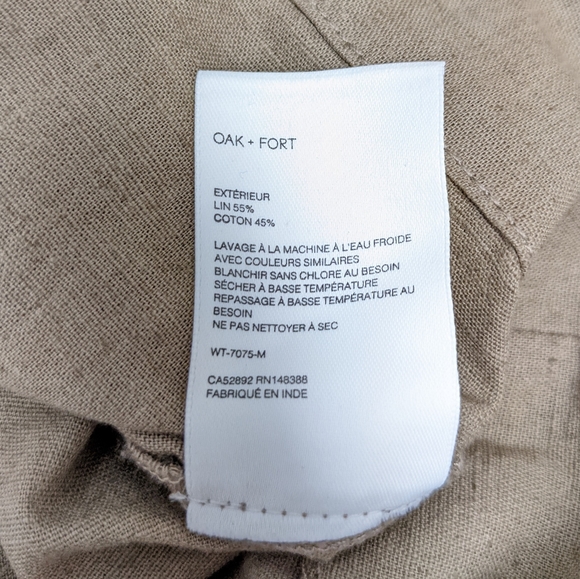 OAK + FORT
EXTÉRIEUR
LIN 55%
COTON 45%
LAVAGE À LA MACHINE À L'EAU FROIDE
AVEC COULEURS SIMILAIRES
BLANCHIR SANS CHLORE AU BESOIN
SÉCHER À BASSE TEMPÉRATURE
REPASSAGE À BASSE TEMPÉRATURE AU
BESOIN
NE PAS NETTOYER À SEC
WT-7075-M
CA52892 RN148388
FABRIQUÉ EN INDE